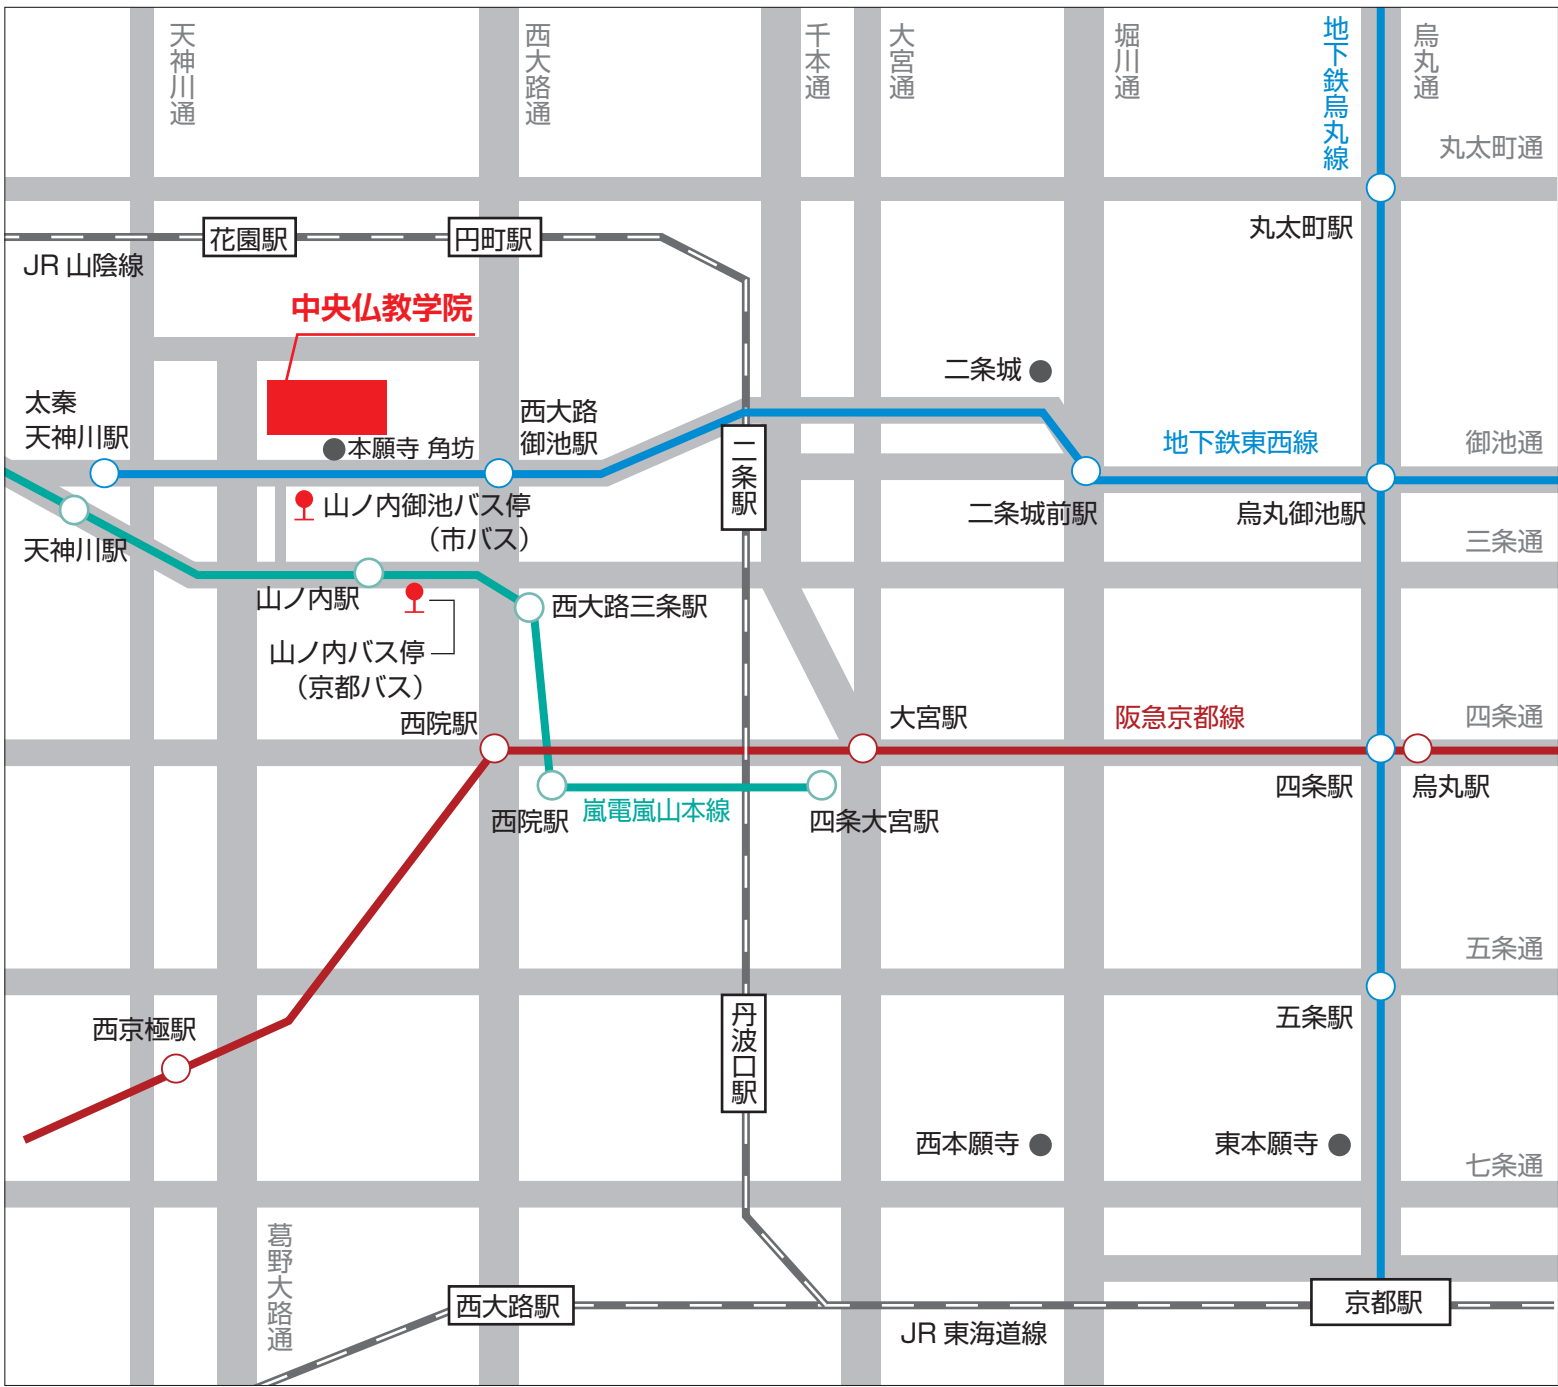 天神川通
西大路通
千本通
大宮通
堀川通
地下鉄烏丸線
烏丸通
丸太町通
丸太町駅
花園駅
円町駅
JR 山陰線
中央仏教学院
二条城
太秦
天神川駅
西大路
御池駅
本願寺 角坊
地下鉄東西線
御池通
二条駅
山ノ内御池バス停
（市バス）
二条城前駅
烏丸御池駅
天神川駅
三条通
山ノ内駅
西大路三条駅
山ノ内バス停
（京都バス）
西院駅
大宮駅
阪急京都線
四条通
四条駅
烏丸駅
西院駅
嵐電嵐山本線
四条大宮駅
五条通
五条駅
西京極駅
丹波口駅
西本願寺
東本願寺
七条通
葛野大路通
西大路駅
京都駅
JR 東海道線